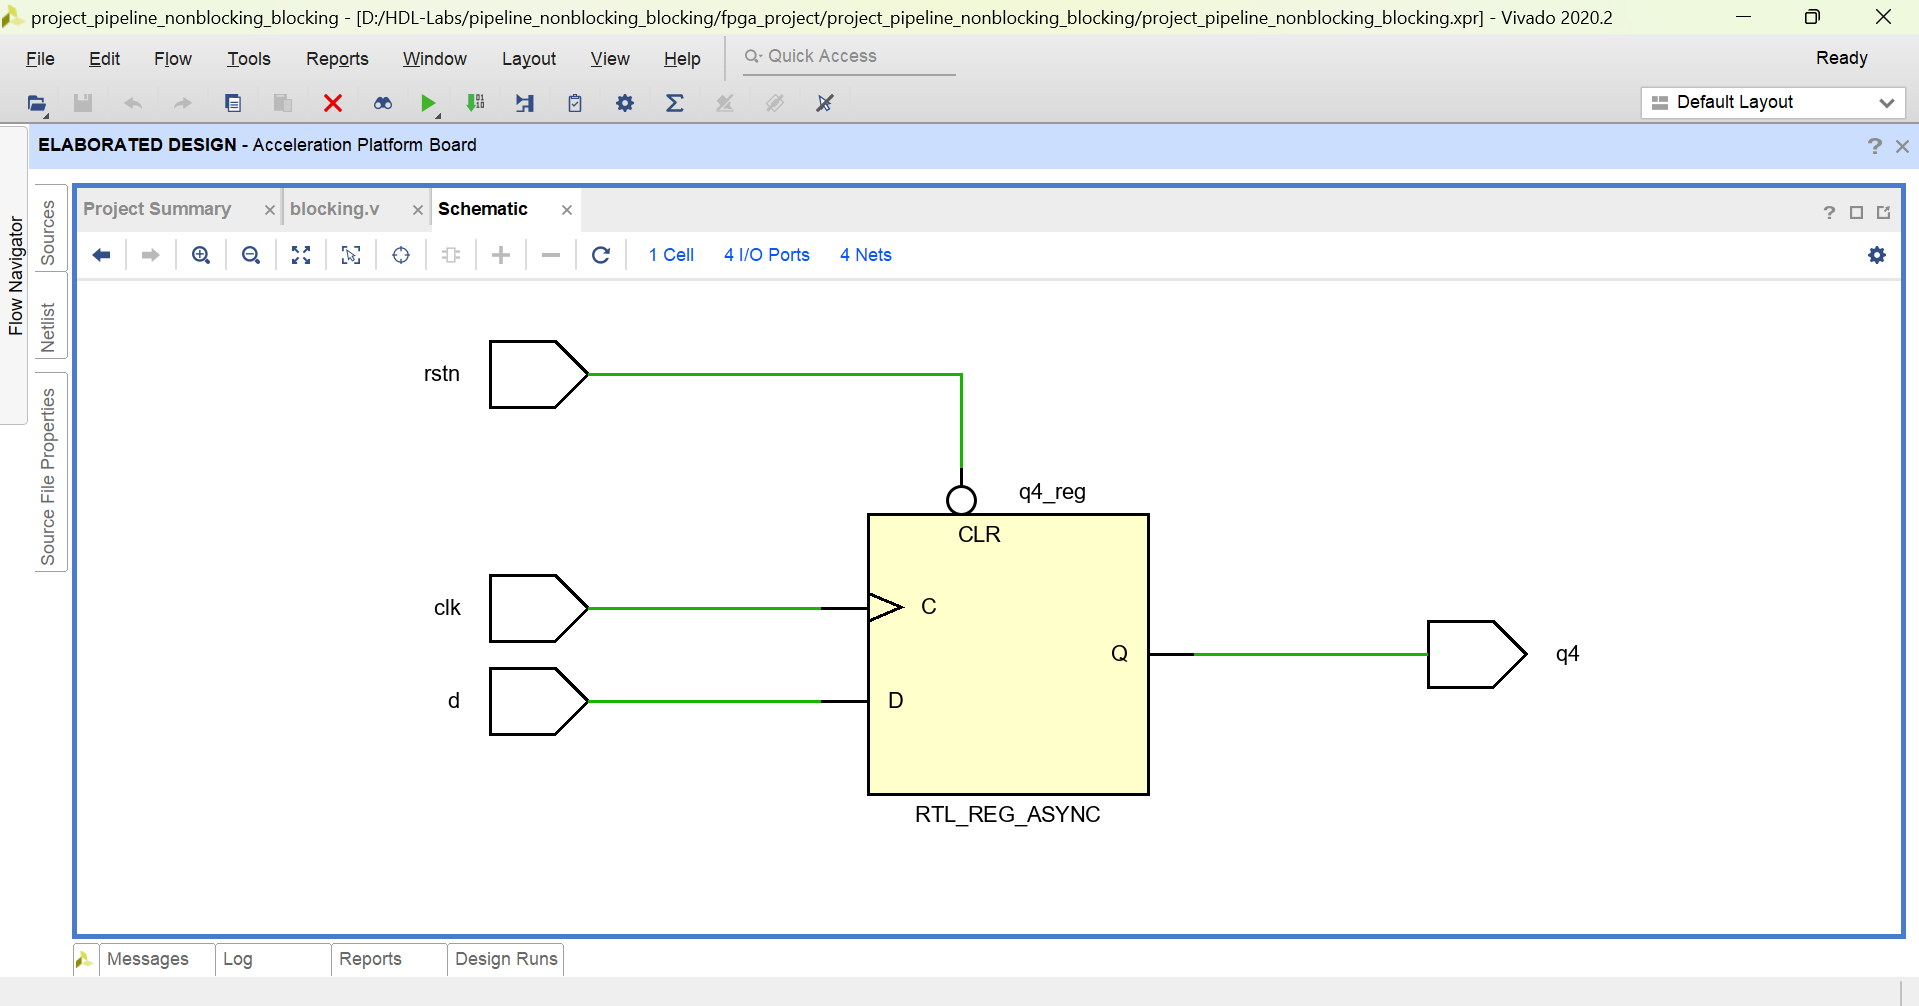 project_pipeline_nonblocking_blocking - [D:/HDL-Labs/pipeline_nonblocking_blocking/fpga_project/project_pipeline_nonblocking_blocking/project_pipeline_nonblocking_blocking.xpr] - Vivado 2020.2
File Edit Flow Tools Reports Window Layout View Help Quick Access Ready
Default Layout
ELABORATED DESIGN - Acceleration Platform Board
Flow Navigator
Sources
Netlist
Source File Properties
Project Summary blocking.v Schematic
1 Cell 4 I/O Ports 4 Nets
rstn
q4_reg
CLR
clk
C
Q
q4
d
D
RTL_REG_ASYNC
Messages Log Reports Design Runs